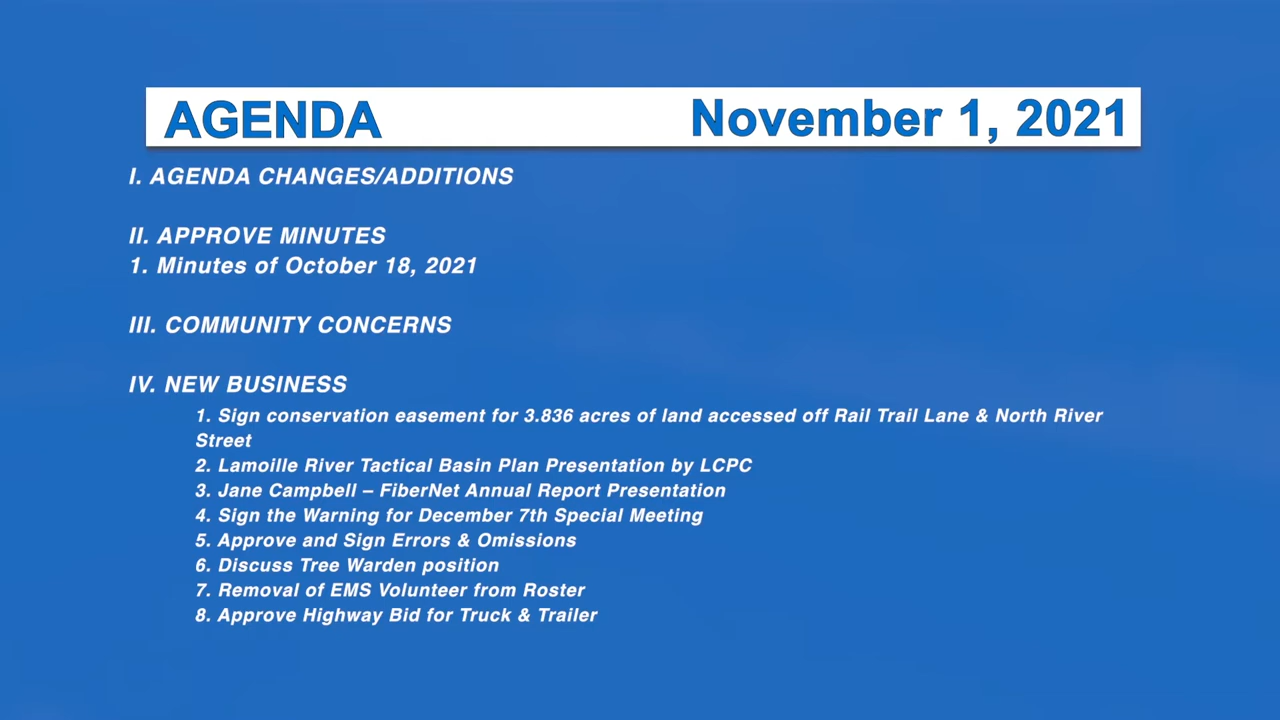 AGENDA November 1, 2021
I. AGENDA CHANGES/ADDITIONS
II. APPROVE MINUTES
1. Minutes of October 18, 2021
III. COMMUNITY CONCERNS
IV. NEW BUSINESS
1. Sign conservation easement for 3.836 acres of land accessed off Rail Trail Lane & North River
Street
2. Lamoille River Tactical Basin Plan Presentation by LCPC
3. Jane Campbell – FiberNet Annual Report Presentation
4. Sign the Warning for December 7th Special Meeting
5. Approve and Sign Errors & Omissions
6. Discuss Tree Warden position
7. Removal of EMS Volunteer from Roster
8. Approve Highway Bid for Truck & Trailer